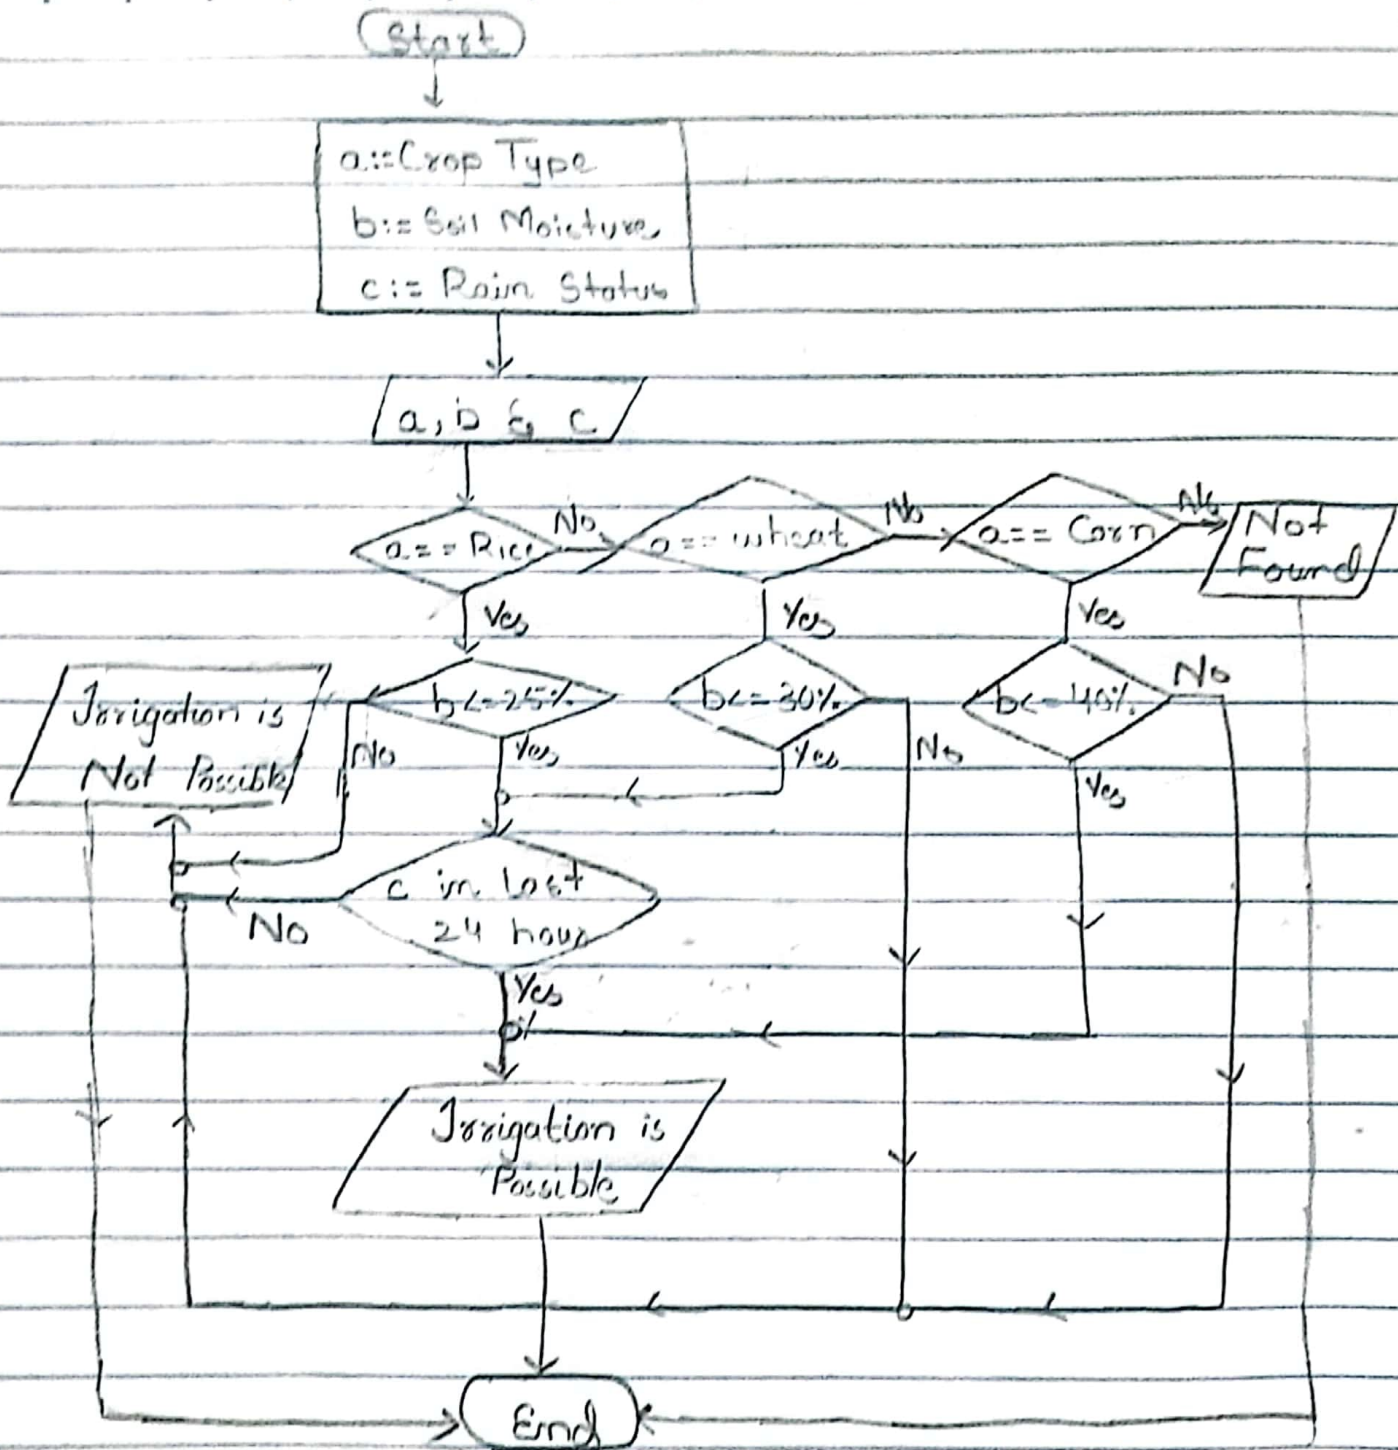 Start
a:=Crop Type
b:= Soil Moisture
c:= Rain Status
a, b & c
a==Rice
No
a==wheat
No
a== Corn
No
Not
Found
Yes
Yes
Yes
Irrigation is
Not Possible
b<=25%
b<=30%
b<=40%
No
No
Yes
Yes
No
Yes
c in last
24 hour
No
Yes
Irrigation is
Possible
End